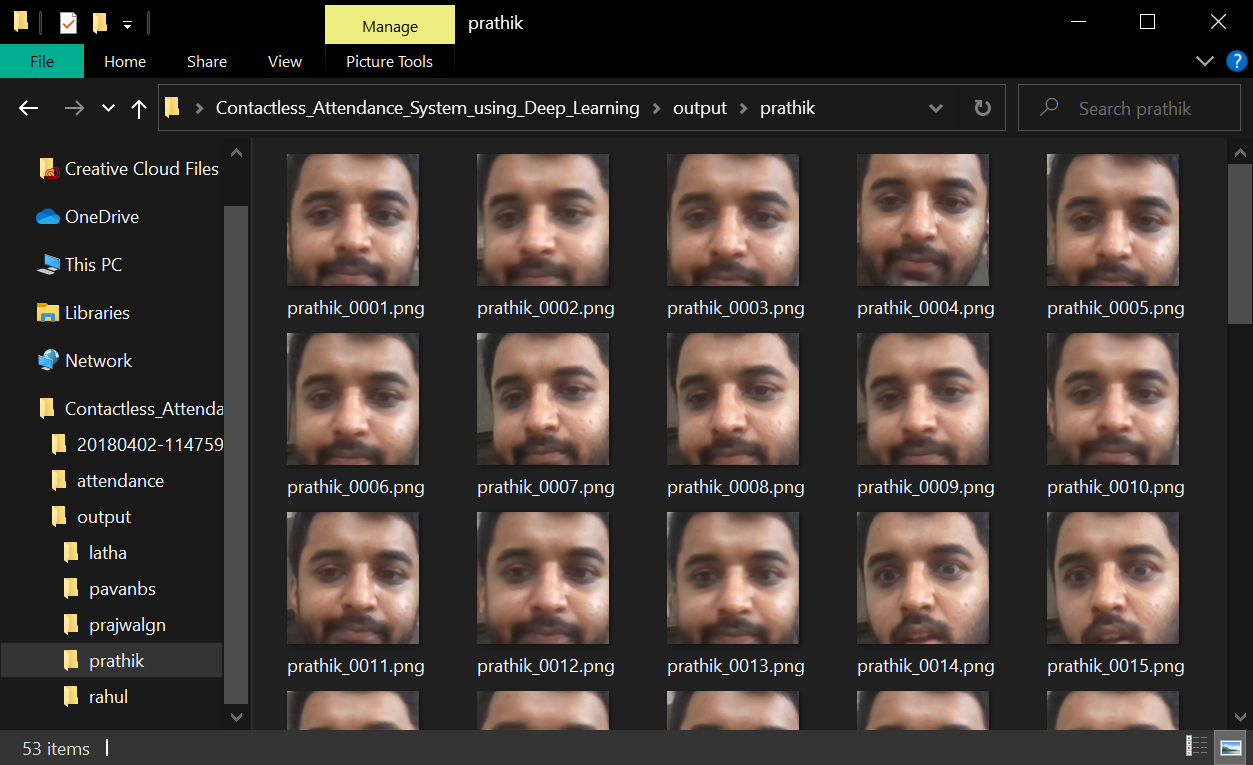 Manage
prathik
File
Home
Share
View
Picture Tools
?
Contactless_Attendance_System_using_Deep_Learning
output
prathik
Search prathik
Creative Cloud Files
OneDrive
This PC
Libraries
Network
Contactless_Attenda
20180402-114759
attendance
output
latha
pavanbs
prajwalgn
prathik
rahul
prathik_0001.png
prathik_0002.png
prathik_0003.png
prathik_0004.png
prathik_0005.png
prathik_0006.png
prathik_0007.png
prathik_0008.png
prathik_0009.png
prathik_0010.png
prathik_0011.png
prathik_0012.png
prathik_0013.png
prathik_0014.png
prathik_0015.png
53 items